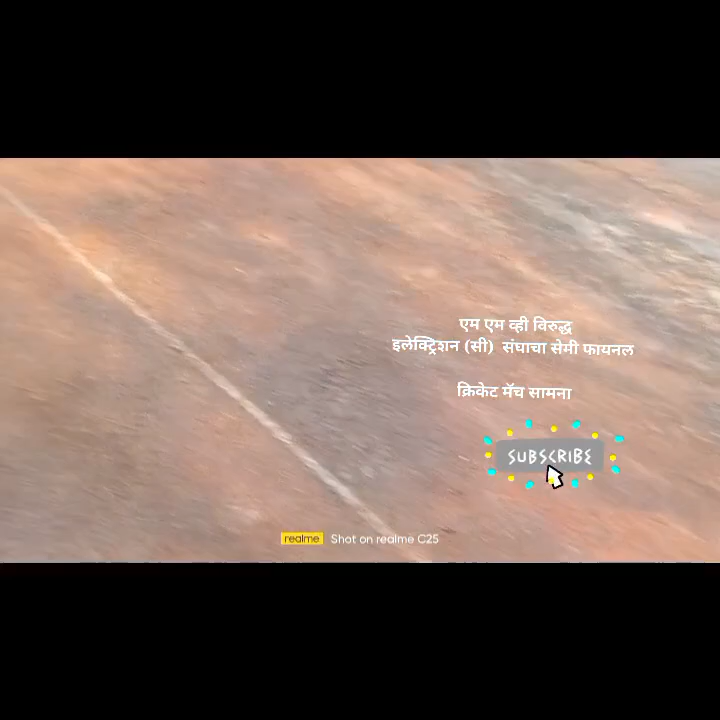 एम एम व्ही विरुद्ध
इलेक्ट्रिशन (सी) संघाचा सेमी फायनल
क्रिकेट मॅच सामना
SUBSCRIBE
realme Shot on realme C25